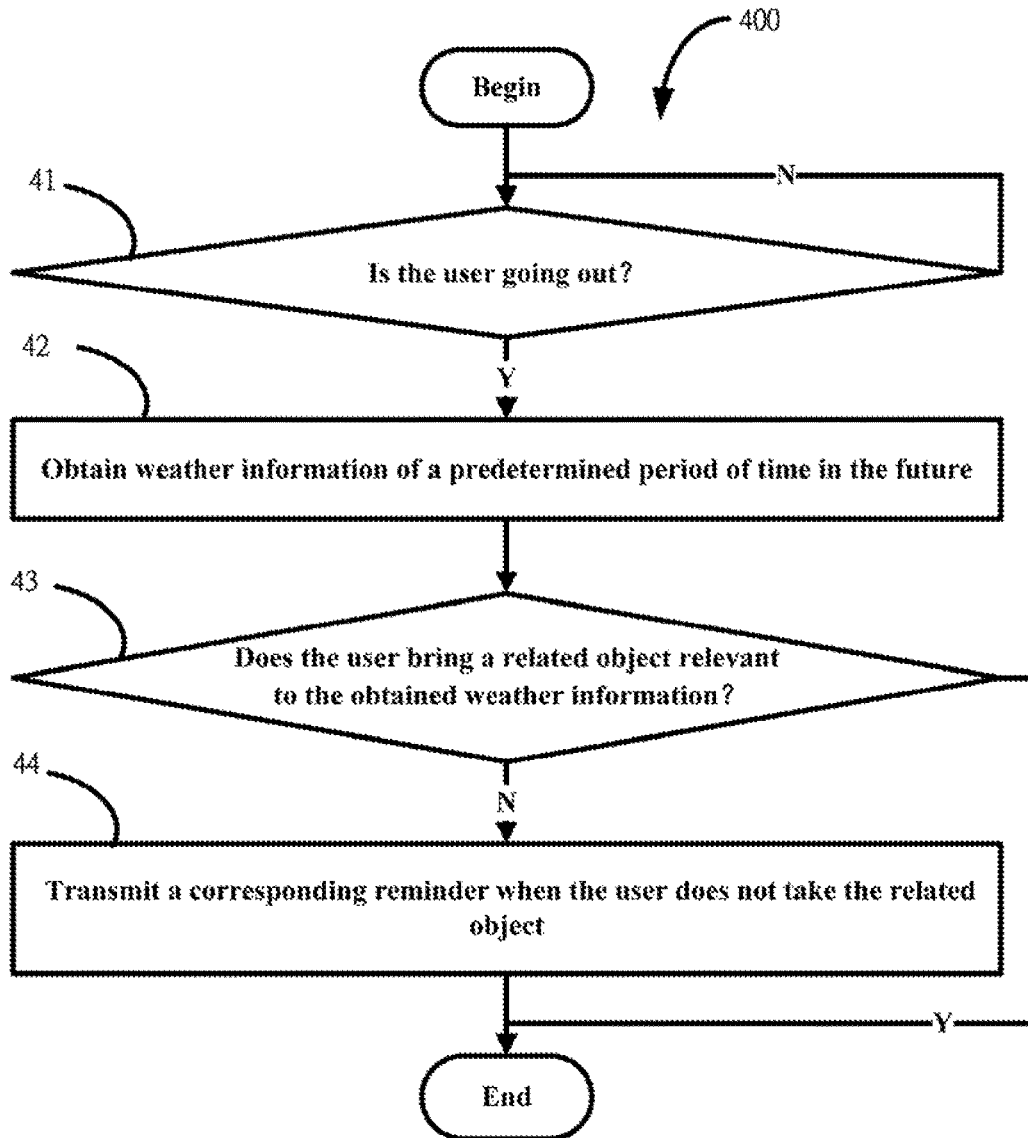 400
Begin
N
41
Is the user going out?
42
Y
Obtain weather information of a predetermined period of time in the future
43
Does the user bring a related object relevant
to the obtained weather information?
44
N
Transmit a corresponding reminder when the user does not take the related
object
Y
End